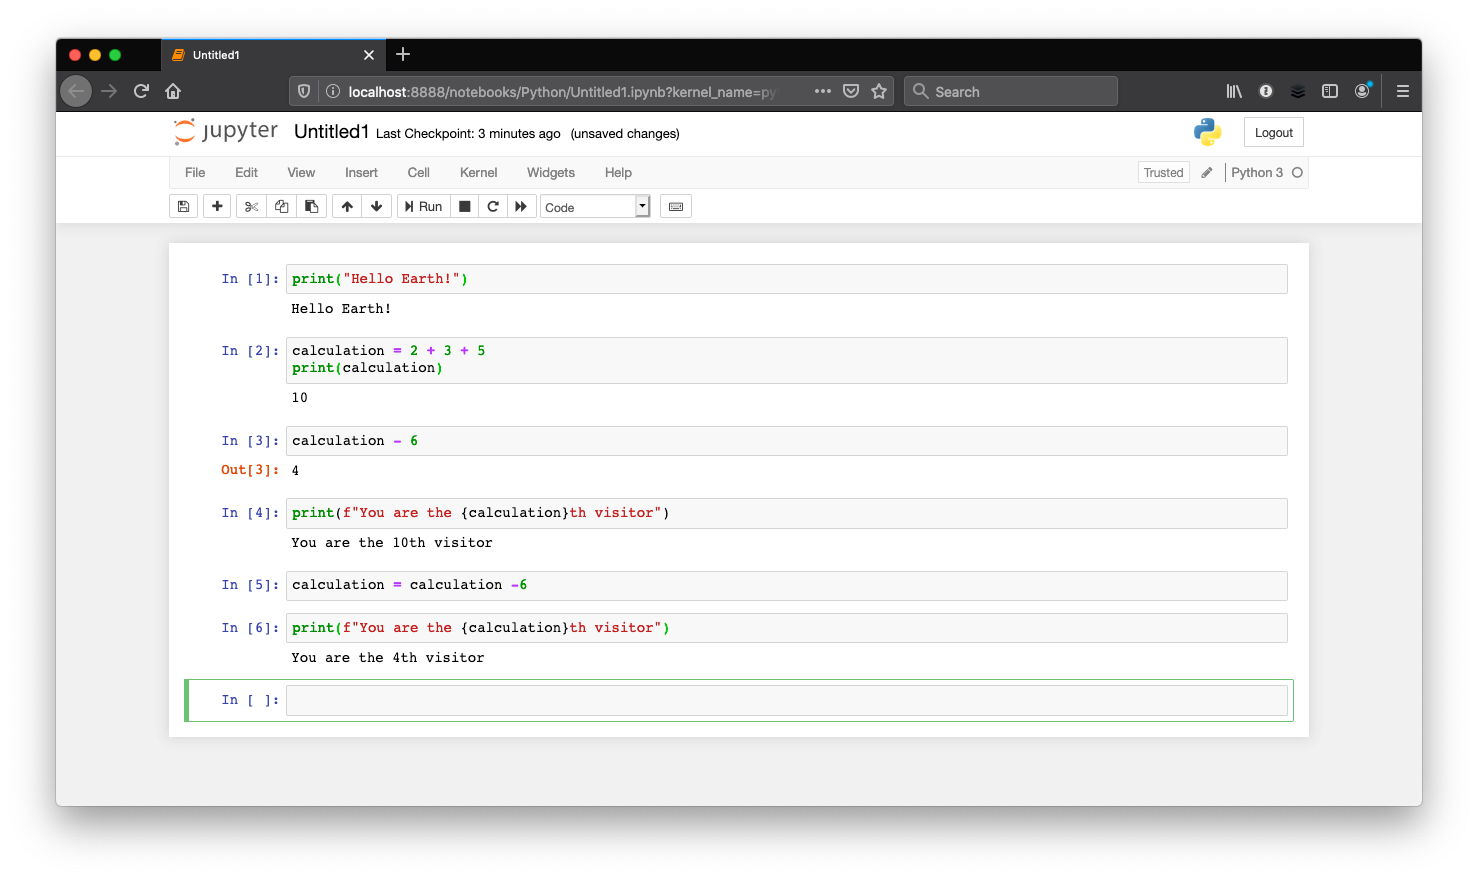 Untitled1
localhost:8888/notebooks/Python/Untitled1.ipynb?kernel_name=py
Search
jupyter Untitled1 Last Checkpoint: 3 minutes ago (unsaved changes)
Logout
File Edit View Insert Cell Kernel Widgets Help
Trusted
Python 3
Run
Code
In [1]: print("Hello Earth!")
Hello Earth!
In [2]: calculation = 2 + 3 + 5
print(calculation)
10
In [3]: calculation - 6
Out[3]: 4
In [4]: print(f"You are the {calculation}th visitor")
You are the 10th visitor
In [5]: calculation = calculation -6
In [6]: print(f"You are the {calculation}th visitor")
You are the 4th visitor
In [ ]: